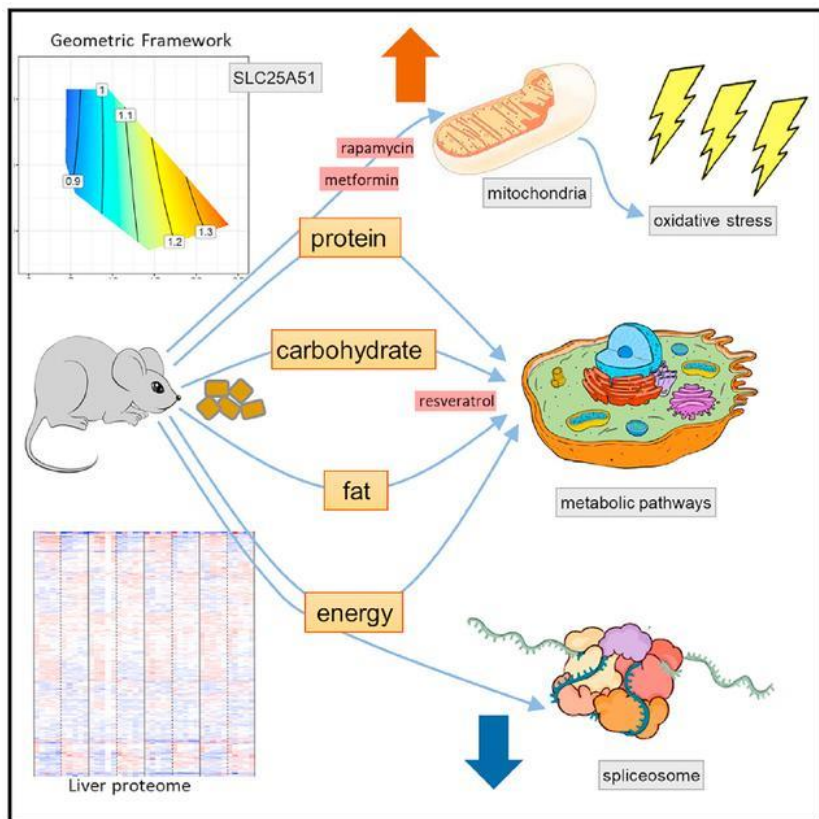 Geometric Framework
SLC25A51
1
1.1
0.9
1.2
1.3
rapamycin
metformin
mitochondria
oxidative stress
protein
carbohydrate
resveratrol
fat
metabolic pathways
energy
Liver proteome
spliceosome